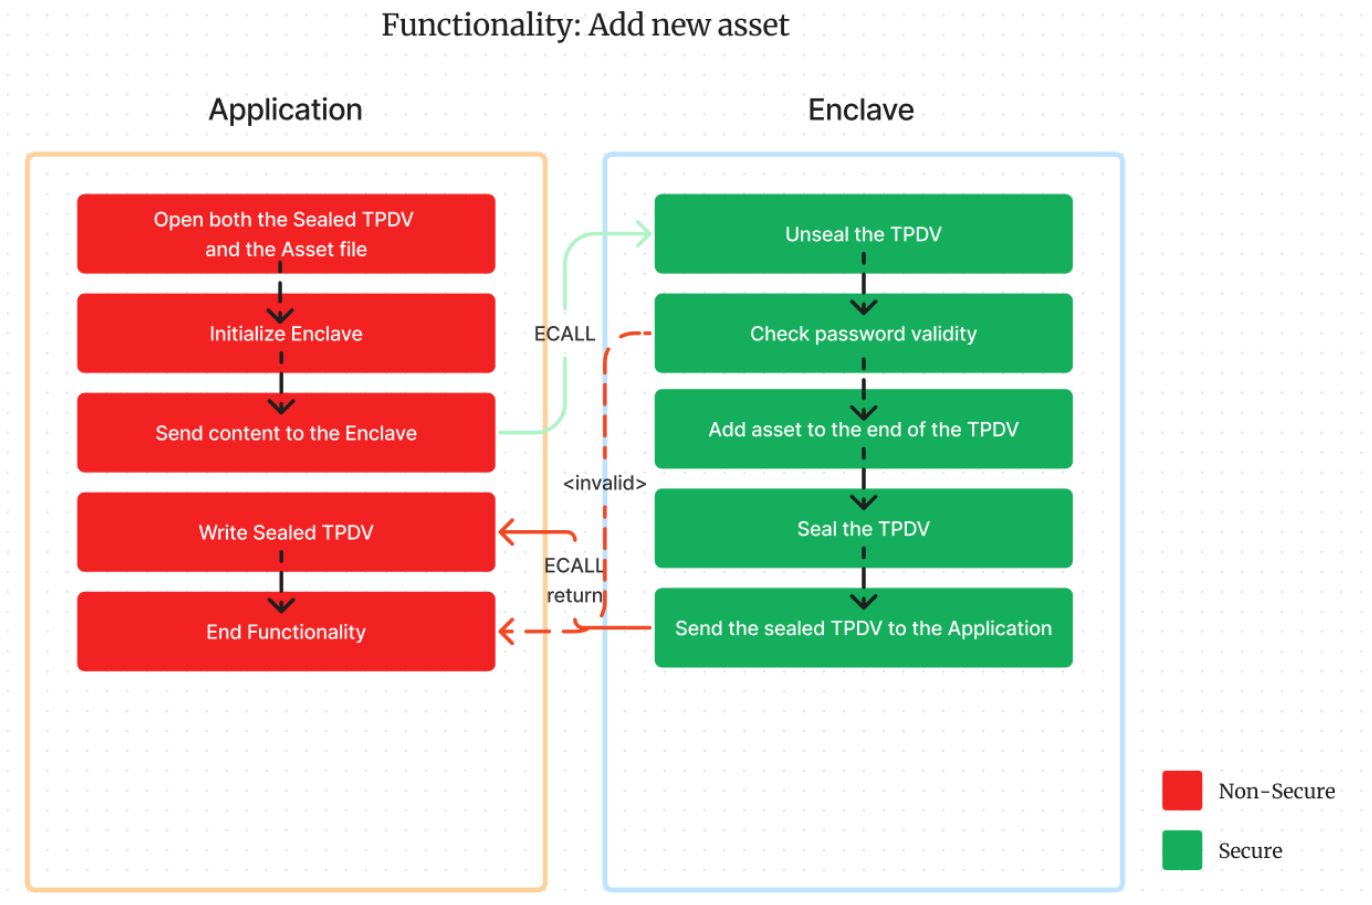 Functionality: Add new asset
Application
Open both the Sealed TPDV
and the Asset file
Initialize Enclave
Send content to the Enclave
Write Sealed TPDV
End Functionality
ECALL
<invalid>
ECALL
return
Enclave
Unseal the TPDV
Check password validity
Add asset to the end of the TPDV
Seal the TPDV
Send the sealed TPDV to the Application
Non-Secure
Secure